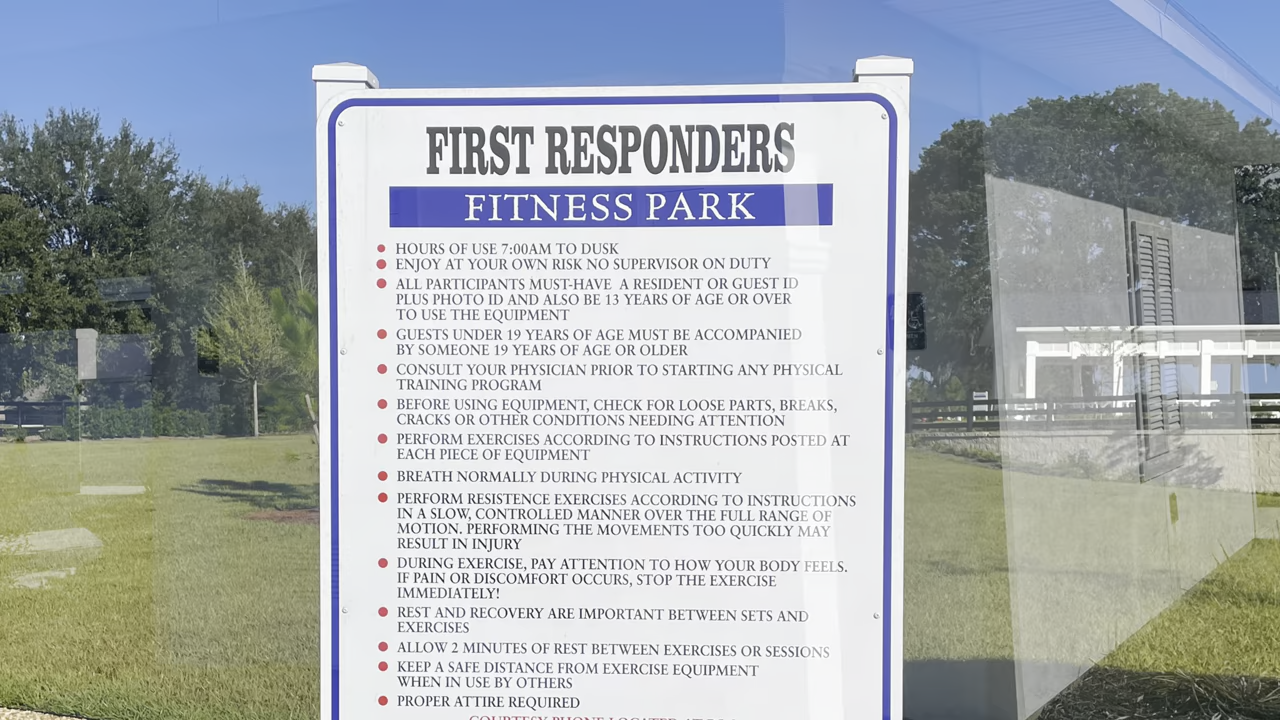 FIRST RESPONDERS
FITNESS PARK
HOURS OF USE 7:00AM TO DUSK
ENJOY AT YOUR OWN RISK NO SUPERVISOR ON DUTY
ALL PARTICIPANTS MUST-HAVE A RESIDENT OR GUEST ID
PLUS PHOTO ID AND ALSO BE 13 YEARS OF AGE OR OVER
TO USE THE EQUIPMENT
GUESTS UNDER 19 YEARS OF AGE MUST BE ACCOMPANIED
BY SOMEONE 19 YEARS OF AGE OR OLDER
CONSULT YOUR PHYSICIAN PRIOR TO STARTING ANY PHYSICAL
TRAINING PROGRAM
BEFORE USING EQUIPMENT, CHECK FOR LOOSE PARTS, BREAKS,
CRACKS OR OTHER CONDITIONS NEEDING ATTENTION
PERFORM EXERCISES ACCORDING TO INSTRUCTIONS POSTED AT
EACH PIECE OF EQUIPMENT
BREATH NORMALLY DURING PHYSICAL ACTIVITY
PERFORM RESISTENCE EXERCISES ACCORDING TO INSTRUCTIONS
IN A SLOW, CONTROLLED MANNER OVER THE FULL RANGE OF
MOTION. PERFORMING THE MOVEMENTS TOO QUICKLY MAY
RESULT IN INJURY
DURING EXERCISE, PAY ATTENTION TO HOW YOUR BODY FEELS.
IF PAIN OR DISCOMFORT OCCURS, STOP THE EXERCISE
IMMEDIATELY!
REST AND RECOVERY ARE IMPORTANT BETWEEN SETS AND
EXERCISES
ALLOW 2 MINUTES OF REST BETWEEN EXERCISES OR SESSIONS
KEEP A SAFE DISTANCE FROM EXERCISE EQUIPMENT
WHEN IN USE BY OTHERS
PROPER ATTIRE REQUIRED
COURTESY PHONE LOCATED AT